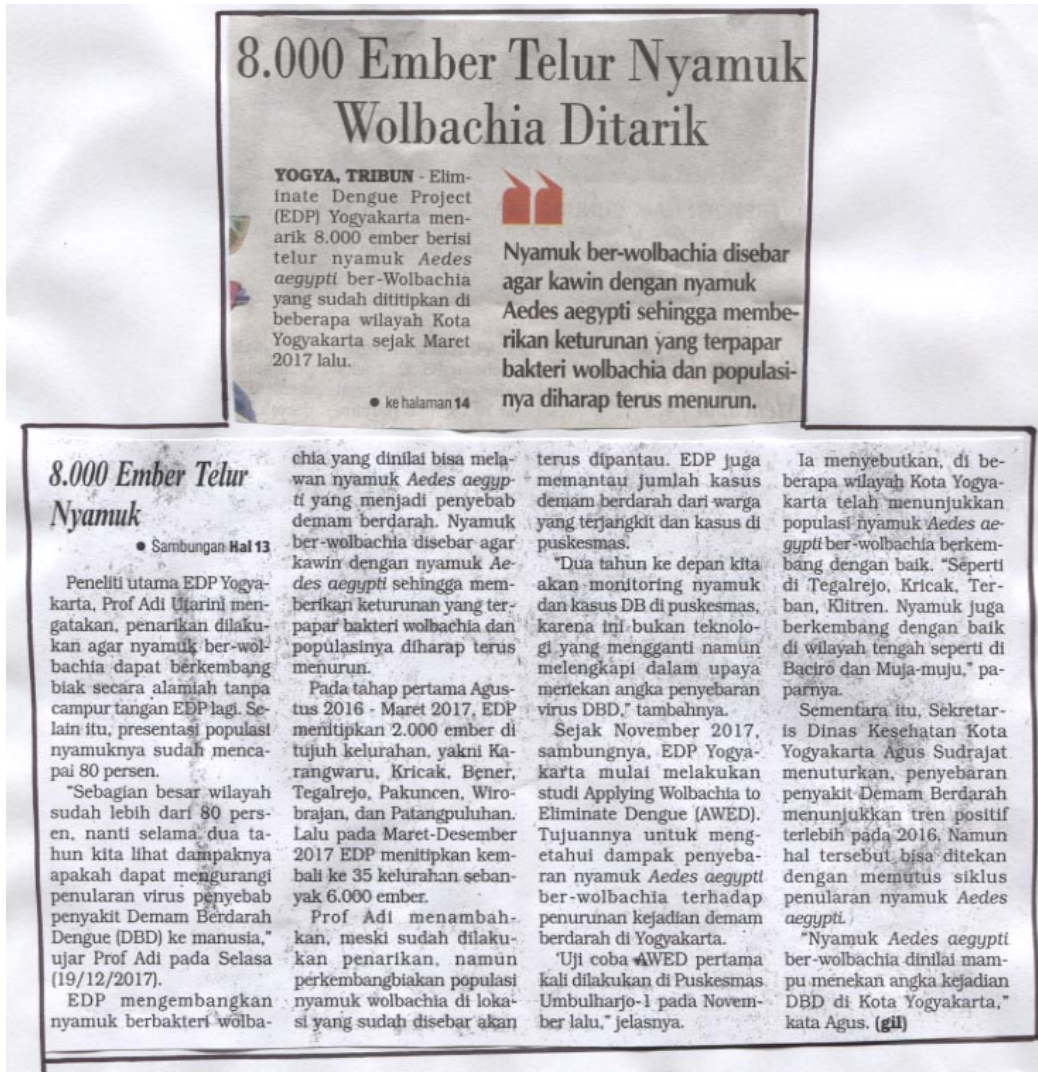 8.000 Ember Telur Nyamuk
Wolbachia Ditarik
YOGYA, TRIBUN - Elim-
inate Dengue Project
(EDP) Yogyakarta men-
arik 8.000 ember berisi
telur nyamuk Aedes
aegypti ber-Wolbachia
yang sudah dititipkan di
beberapa wilayah Kota
Yogyakarta sejak Maret
2017 lalu.
● ke halaman 14
Nyamuk ber-wolbachia disebar
agar kawin dengan nyamuk
Aedes aegypti sehingga membe-
rikan keturunan yang terpapar
bakteri wolbachia dan populasi-
nya diharap terus menurun.
8.000 Ember Telur
Nyamuk
● Sambungan Hal 13
Peneliti utama EDP Yogya-
karta, Prof Adi Utarini men-
gatakan, penarikan dilaku-
kan agar nyamuk ber-wol-
bachia dapat berkembang
biak secara alamiah tanpa
campur tangan EDP lagi. Se-
lain itu, presentasi populasi
nyamuknya sudah menca-
pai 80 persen.
"Sebagian besar wilayah
sudah lebih dari 80 pers-
en, nanti selama dua ta-
hun kita lihat dampaknya
apakah dapat mengurangi
penularan virus penyebab
penyakit Demam Berdarah
Dengue (DBD) ke manusia,"
ujar Prof Adi pada Selasa
(19/12/2017).
EDP mengembangkan
nyamuk berbakteri wolba-
chia yang dinilai bisa mela-
wan nyamuk Aedes aegyp-
ti yang menjadi penyebab
demam berdarah. Nyamuk
ber-wolbachia disebar agar
kawin dengan nyamuk Ae-
des aegypti sehingga mem-
berikan keturunan yang ter-
papar bakteri wolbachia dan
populasinya diharap terus
menurun.
Pada tahap pertama Agus-
tus 2016 - Maret 2017, EDP
menitipkan 2.000 ember di
tujuh kelurahan, yakni Ka-
rangwaru, Kricak, Bener,
Tegalrejo, Pakuncen, Wiro-
brajan, dan Patangpuluhan.
Lalu pada Maret-Desember
2017 EDP menitipkan kem-
bali ke 35 kelurahan seban-
yak 6.000 ember.
Prof Adi menambah-
kan, meski sudah dilaku-
kan penarikan, namun
perkembangbiakan populasi
nyamuk wolbachia di loka-
si yang sudah disebar akan
terus dipantau. EDP juga
memantau jumlah kasus
demam berdarah dari warga
yang terjangkit dan kasus di
puskesmas.
"Dua tahun ke depan kita
akan monitoring nyamuk
dan kasus DB di puskesmas,
karena ini bukan teknolo-
gi yang mengganti namun
melengkapi dalam upaya
menekan angka penyebaran
virus DBD," tambahnya.
Sejak November 2017,
sambungnya, EDP Yogya-
karta mulai melakukan
studi Applying Wolbachia to
Eliminate Dengue (AWED).
Tujuannya untuk meng-
etahui dampak penyeba-
ran nyamuk Aedes aegypti
ber-wolbachia terhadap
penurunan kejadian demam
berdarah di Yogyakarta.
"Uji coba AWED pertama
kali dilakukan di Puskesmas
Umbulharjo-1 pada Novem-
ber lalu," jelasnya.
Ia menyebutkan, di be-
berapa wilayah Kota Yogya-
karta telah menunjukkan
populasi nyamuk Aedes ae-
gypti ber-wolbachia berkem-
bang dengan baik. "Seperti
di Tegalrejo, Kricak, Ter-
ban, Klitren. Nyamuk juga
berkembang dengan baik
di wilayah tengah seperti di
Baciro dan Muja-muju," pa-
parnya.
Sementara itu, Sekretar-
is Dinas Kesehatan Kota
Yogyakarta Agus Sudrajat
menuturkan, penyebaran
penyakit Demam Berdarah
menunjukkan tren positif
terlebih pada 2016. Namun
hal tersebut bisa ditekan
dengan memutus siklus
penularan nyamuk Aedes
aegypti.
"Nyamuk Aedes aegypti
ber-wolbachia dinilai mam-
pu menekan angka kejadian
DBD di Kota Yogyakarta,"
kata Agus. (gil)